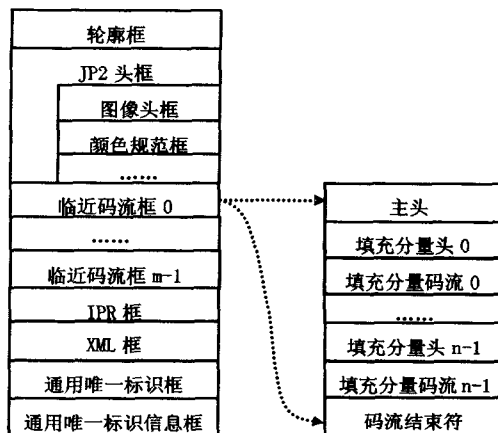 轮廓框
JP2 头框
图像头框
颜色规范框
……
临近码流框 0
……
临近码流框 m-1
IPR 框
XML 框
通用唯一标识框
通用唯一标识信息框
主头
填充分量头 0
填充分量码流 0
……
填充分量头 n-1
填充分量码流 n-1
码流结束符